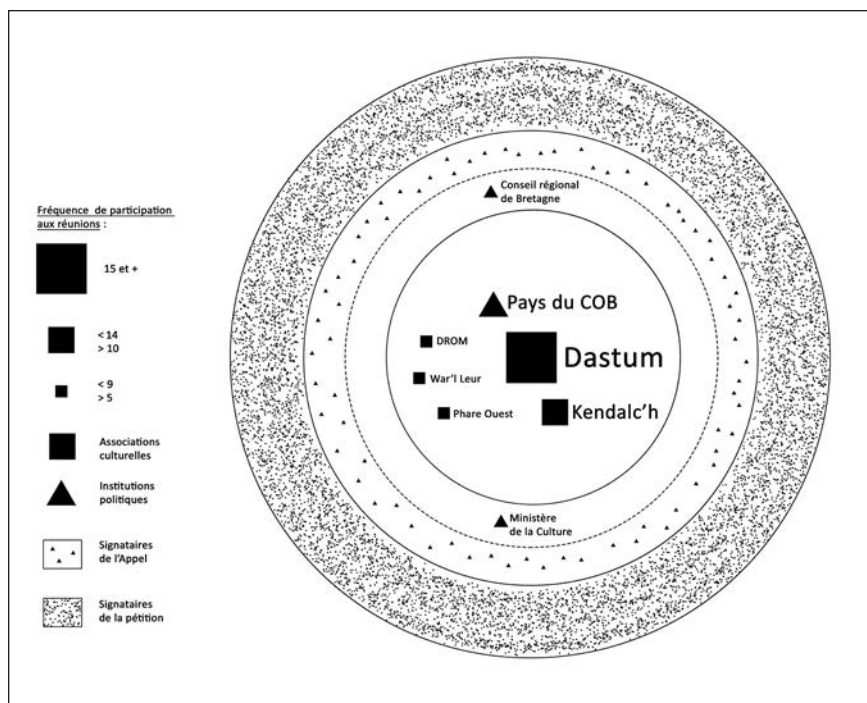 Fréquence de participation
aux réunions :
15 et +
< 14
> 10
< 9
> 5
Associations
culturelles
Institutions
politiques
Signataires
de l'Appel
Signataires
de la pétition
Conseil régional
de Bretagne
Pays du COB
DROM
Dastum
War'l Leur
Phare Ouest
Kendalc'h
Ministère
de la Culture